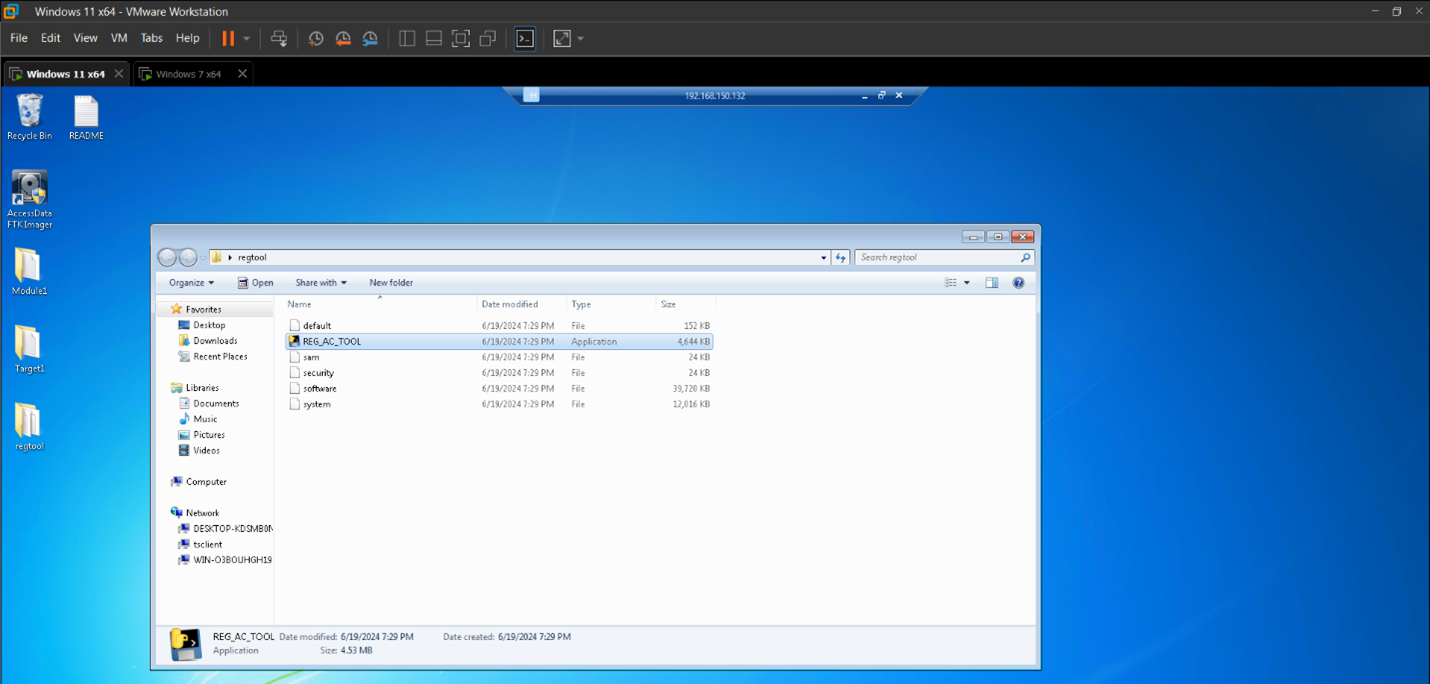 Windows 11 x64 - VMware Workstation
File Edit View VM Tabs Help
Windows 11 x64 Windows 7 x64
192.168.150.132
Recycle Bin README
AccessData
FTK Imager
Module1
Target1
regtool
regtool
Search regtool
Organize Open Share with New folder
Favorites
Desktop
Downloads
Recent Places
Libraries
Documents
Music
Pictures
Videos
Computer
Network
DESKTOP-KDSMB0N
tsclient
WIN-O3BOUHGH19
Name Date modified Type Size
default 6/19/2024 7:29 PM File 152 KB
REG_AC_TOOL 6/19/2024 7:29 PM Application 4,644 KB
sam 6/19/2024 7:29 PM File 24 KB
security 6/19/2024 7:29 PM File 24 KB
software 6/19/2024 7:29 PM File 39,720 KB
system 6/19/2024 7:29 PM File 12,016 KB
REG_AC_TOOL Date modified: 6/19/2024 7:29 PM Date created: 6/19/2024 7:29 PM
Application Size: 4.53 MB